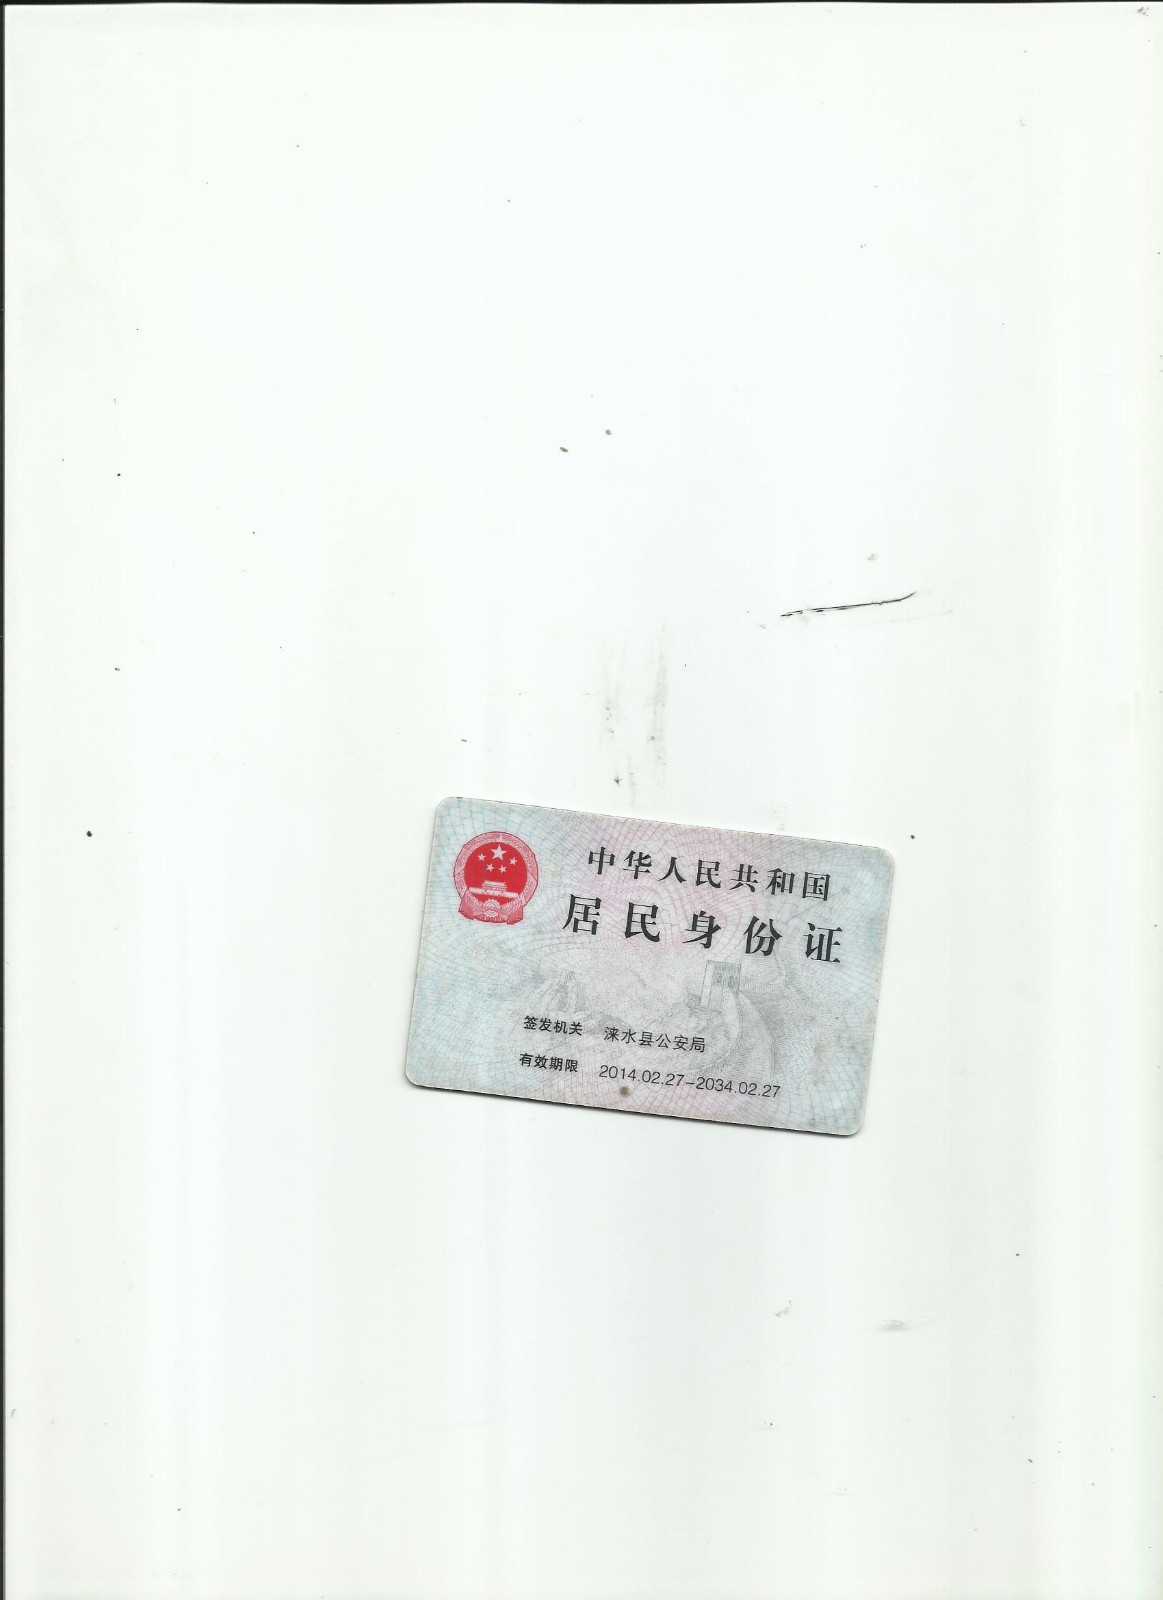 中华人民共和国
居民身份证
签发机关 涞水县公安局
有效期限 2014.02.27-2034.02.27